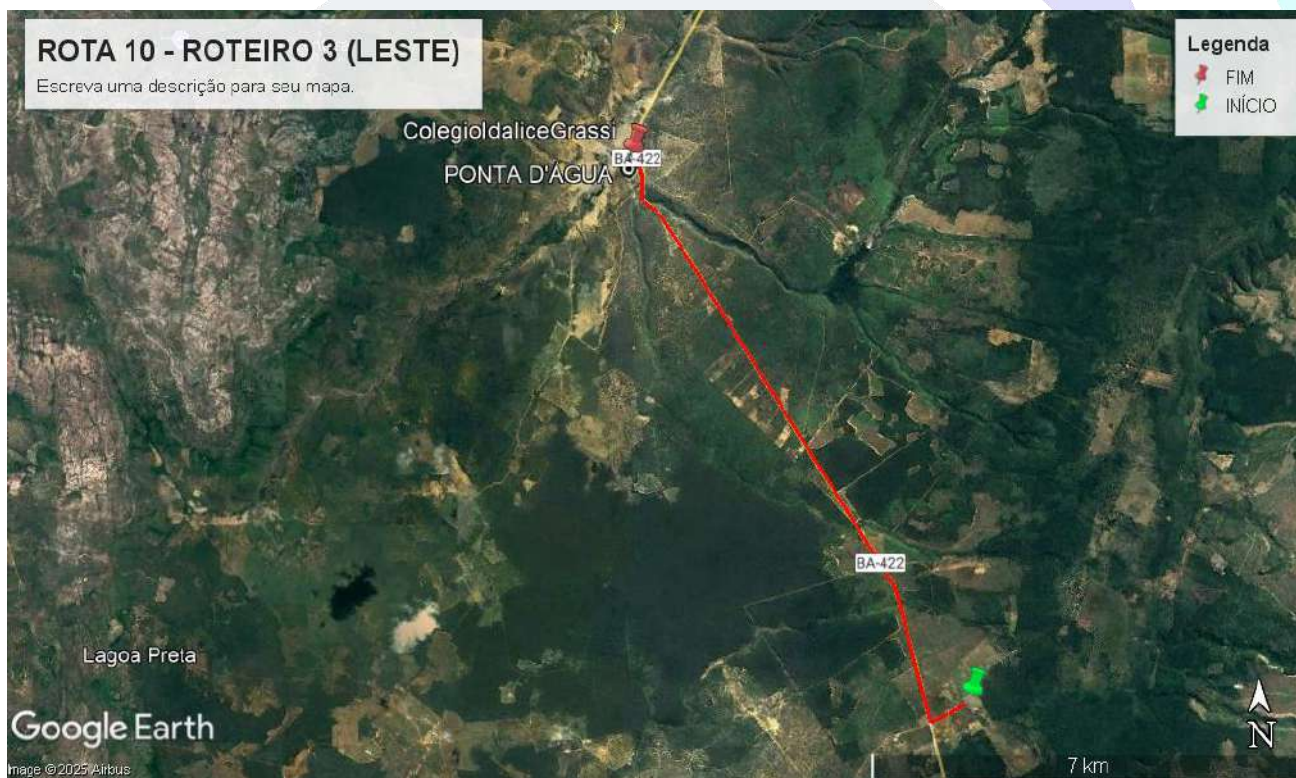 ROTA 10 - ROTEIRO 3 (LESTE)
Escreva uma descrição para seu mapa.
Legenda
FIM
INÍCIO
ColegioIdaliceGrassi
BA-422
PONTA D'ÁGUA
BA-422
Lagoa Preta
Google Earth
Image © 2025 Airbus
7 km
N